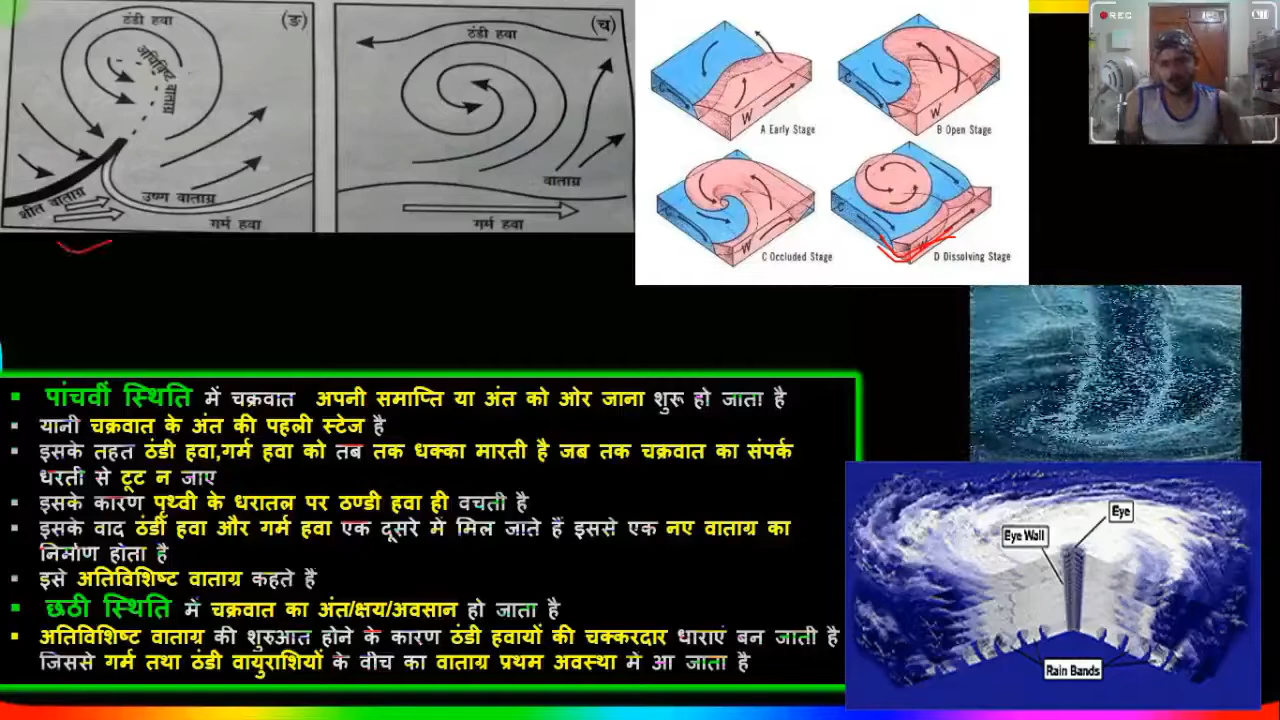 ठंडी हवा
(ङ)
अधिविष्ट वाताग्र
शीत वाताग्र
उष्ण वाताग्र
गर्म हवा
(च)
ठंडी हवा
वाताग्र
गर्म हवा
C
W
A Early Stage
C
W
B Open Stage
W
C Occluded Stage
C
W
D Dissolving Stage
REC
पांचवीं स्थिति में चक्रवात अपनी समाप्ति या अंत को ओर जाना शुरू हो जाता है
यानी चक्रवात के अंत की पहली स्टेज है
इसके तहत ठंडी हवा,गर्म हवा को तब तक धक्का मारती है जब तक चक्रवात का संपर्क
धरती से टूट न जाए
इसके कारण पृथ्वी के धरातल पर ठण्डी हवा ही वचती है
इसके वाद ठंडी हवा और गर्म हवा एक दूसरे में मिल जाते हैं इससे एक नए वाताग्र का
निर्माण होता है
इसे अतिविशिष्ट वाताग्र कहते हैं
छठी स्थिति में चक्रवात का अंत/क्षय/अवसान हो जाता है
अतिविशिष्ट वाताग्र की शुरुआत होने के कारण ठंडी हवायों की चक्करदार धाराएं बन जाती है
जिससे गर्म तथा ठंडी वायुराशियों के वीच का वाताग्र प्रथम अवस्था में आ जाता है
Eye
Eye Wall
Rain Bands